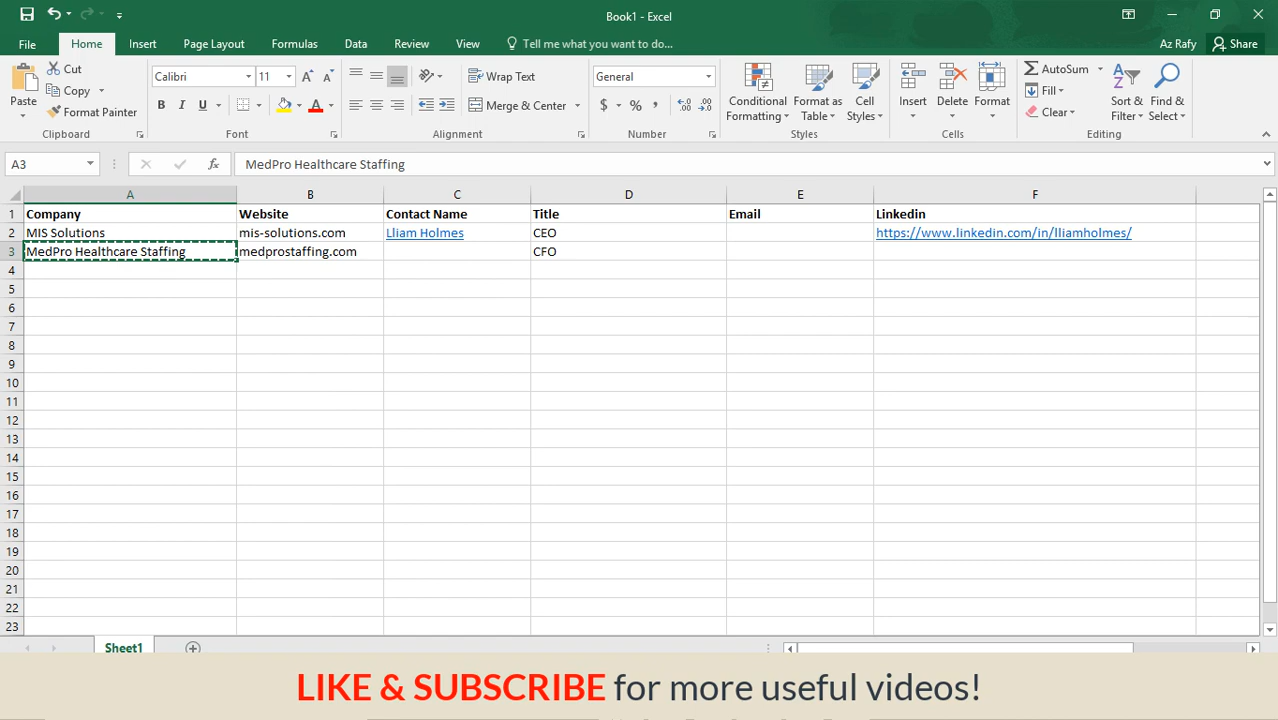 Book1 - Excel
File Home Insert Page Layout Formulas Data Review View Tell me what you want to do... Az Rafy Share
Cut Calibri 11 Wrap Text General AutoSum
Copy Fill
Paste Format Painter Merge & Center $ % , Conditional Formatting Format as Table Cell Styles Insert Delete Format Clear Sort & Filter Find & Select
Clipboard Font Alignment Number Styles Cells Editing
A3 fx MedPro Healthcare Staffing
A B C D E F
1 Company Website Contact Name Title Email Linkedin
2 MIS Solutions mis-solutions.com Lliam Holmes CEO https://www.linkedin.com/in/lliamholmes/
3 MedPro Healthcare Staffing medprostaffing.com CFO
4
5
6
7
8
9
10
11
12
13
14
15
16
17
18
19
20
21
22
23
Sheet1
LIKE & SUBSCRIBE for more useful videos!